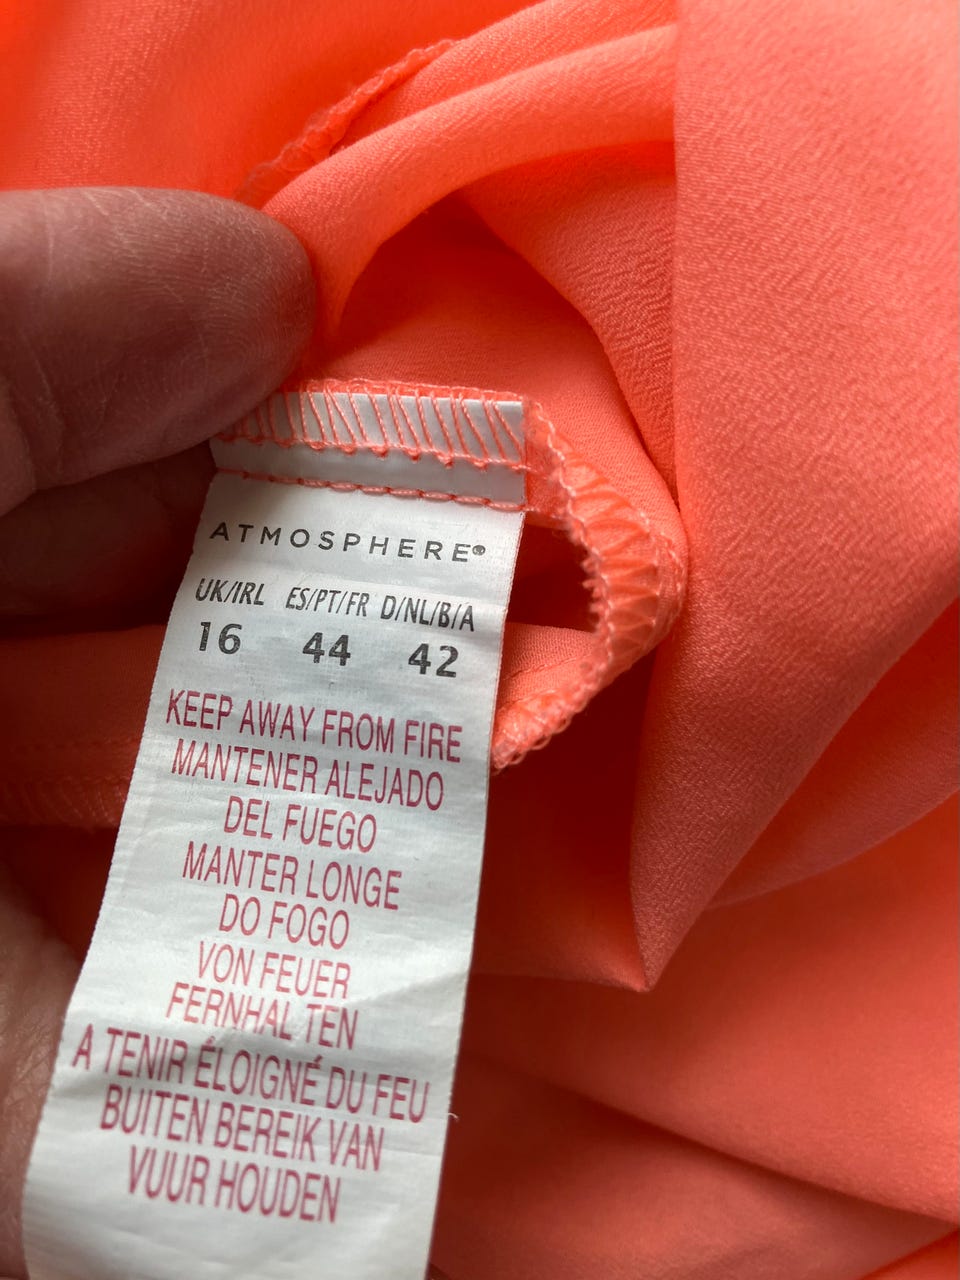 ATMOSPHERE®
UK/IRL ES/PT/FR D/NL/B/A
16 44 42
KEEP AWAY FROM FIRE
MANTENER ALEJADO
DEL FUEGO
MANTER LONGE
DO FOGO
VON FEUER
FERNHAL TEN
A TENIR ÉLOIGNÉ DU FEU
BUITEN BEREIK VAN
VUUR HOUDEN